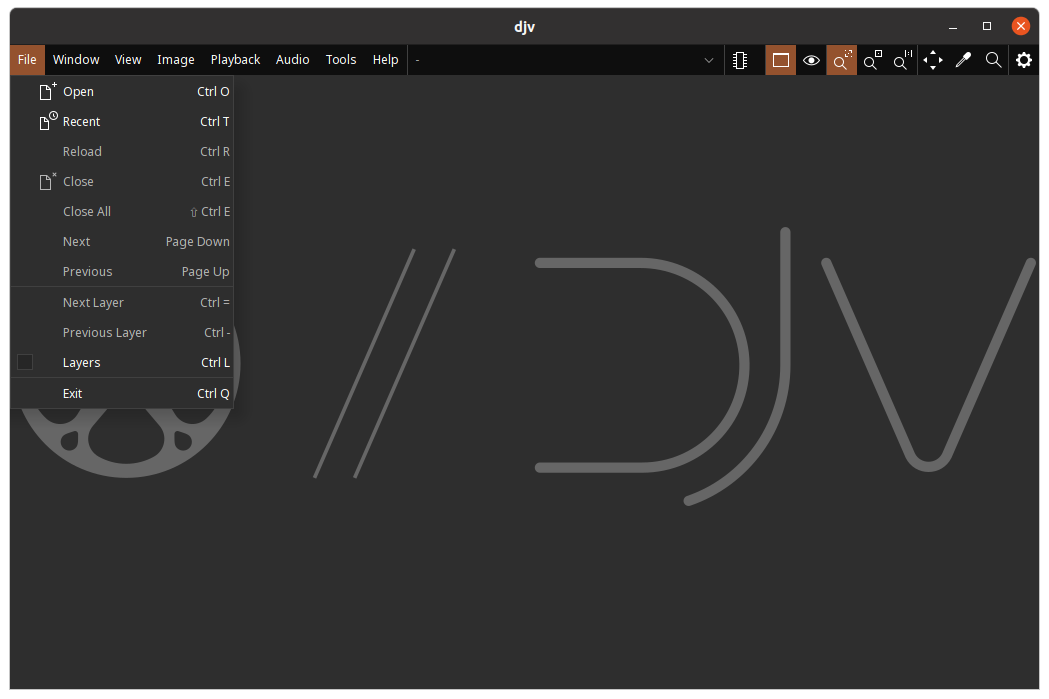 djv
File Window View Image Playback Audio Tools Help -
Open Ctrl O
Recent Ctrl T
Reload Ctrl R
Close Ctrl E
Close All ⇧ Ctrl E
Next Page Down
Previous Page Up
Next Layer Ctrl =
Previous Layer Ctrl -
Layers Ctrl L
Exit Ctrl Q
// DJV